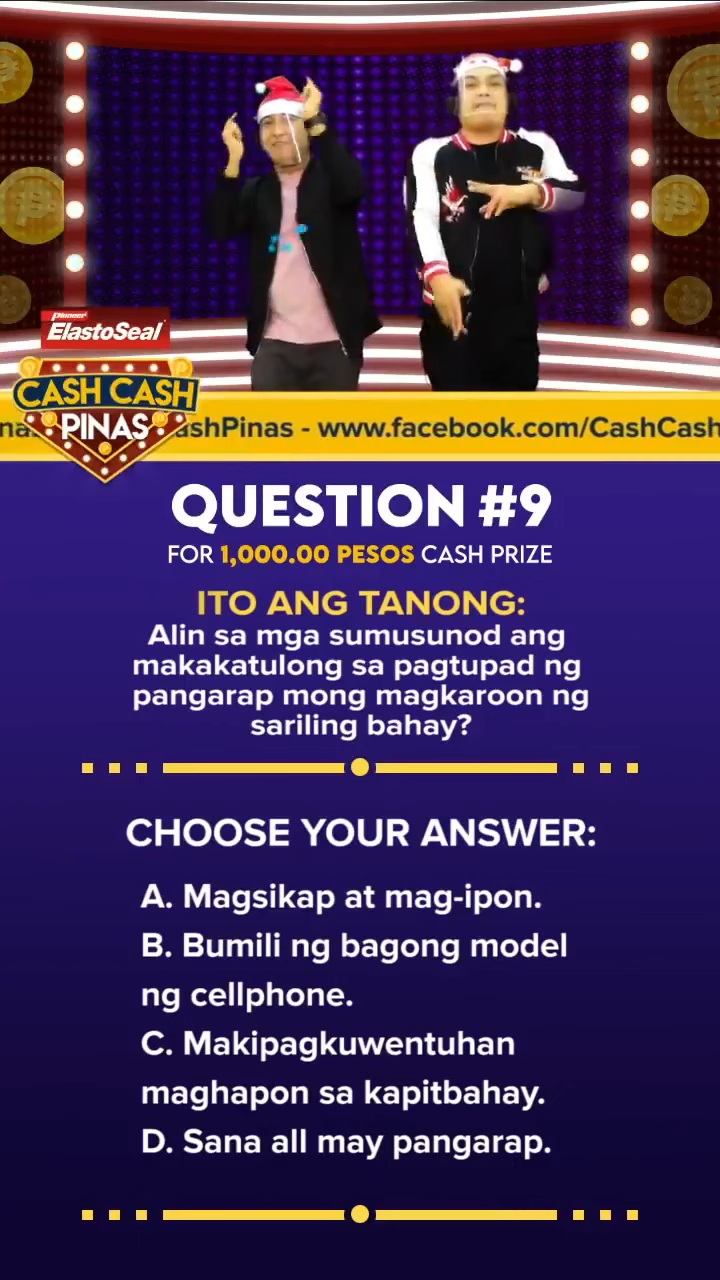 Pioneer
ElastoSeal
CASH CASH
PINAS
ashPinas - www.facebook.com/CashCash
QUESTION #9
FOR 1,000.00 PESOS CASH PRIZE
ITO ANG TANONG:
Alin sa mga sumusunod ang
makakatulong sa pagtupad ng
pangarap mong magkaroon ng
sariling bahay?
CHOOSE YOUR ANSWER:
A. Magsikap at mag-ipon.
B. Bumili ng bagong model
ng cellphone.
C. Makipagkuwentuhan
maghapon sa kapitbahay.
D. Sana all may pangarap.